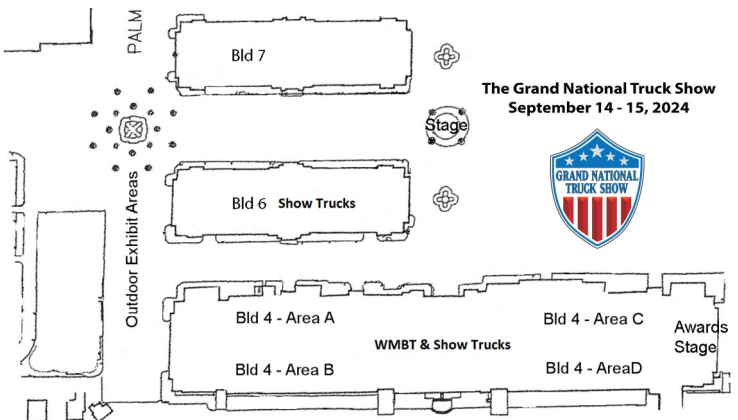 PALM
Bld 7
The Grand National Truck Show
September 14 - 15, 2024
Stage
GRAND NATIONAL
TRUCK SHOW
Outdoor Exhibit Areas
Bld 6 Show Trucks
Bld 4 - Area A
Bld 4 - Area C
WMBT & Show Trucks
Awards
Stage
Bld 4 - Area B
Bld 4 - AreaD